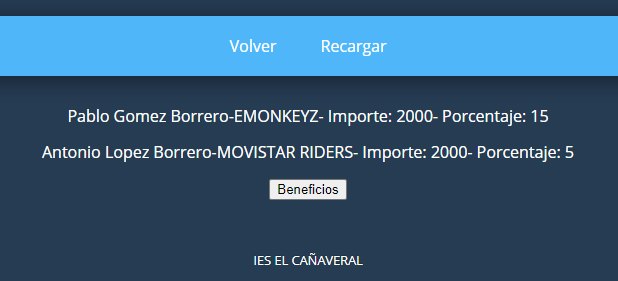 Volver Recargar
Pablo Gomez Borrero-EMONKEYZ- Importe: 2000- Porcentaje: 15
Antonio Lopez Borrero-MOVISTAR RIDERS- Importe: 2000- Porcentaje: 5
Beneficios
IES EL CAÑAVERAL